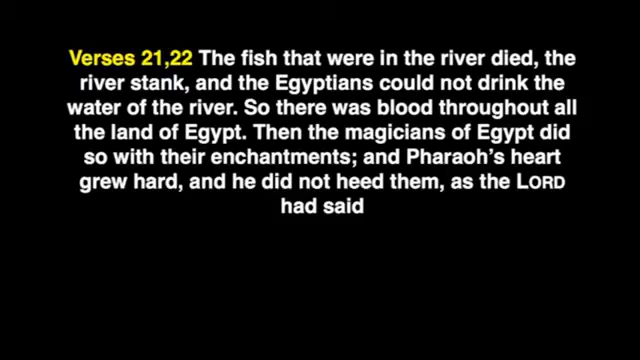 Verses 21,22 The fish that were in the river died, the
river stank, and the Egyptians could not drink the
water of the river. So there was blood throughout all
the land of Egypt. Then the magicians of Egypt did
so with their enchantments; and Pharaoh’s heart
grew hard, and he did not heed them, as the LORD
had said